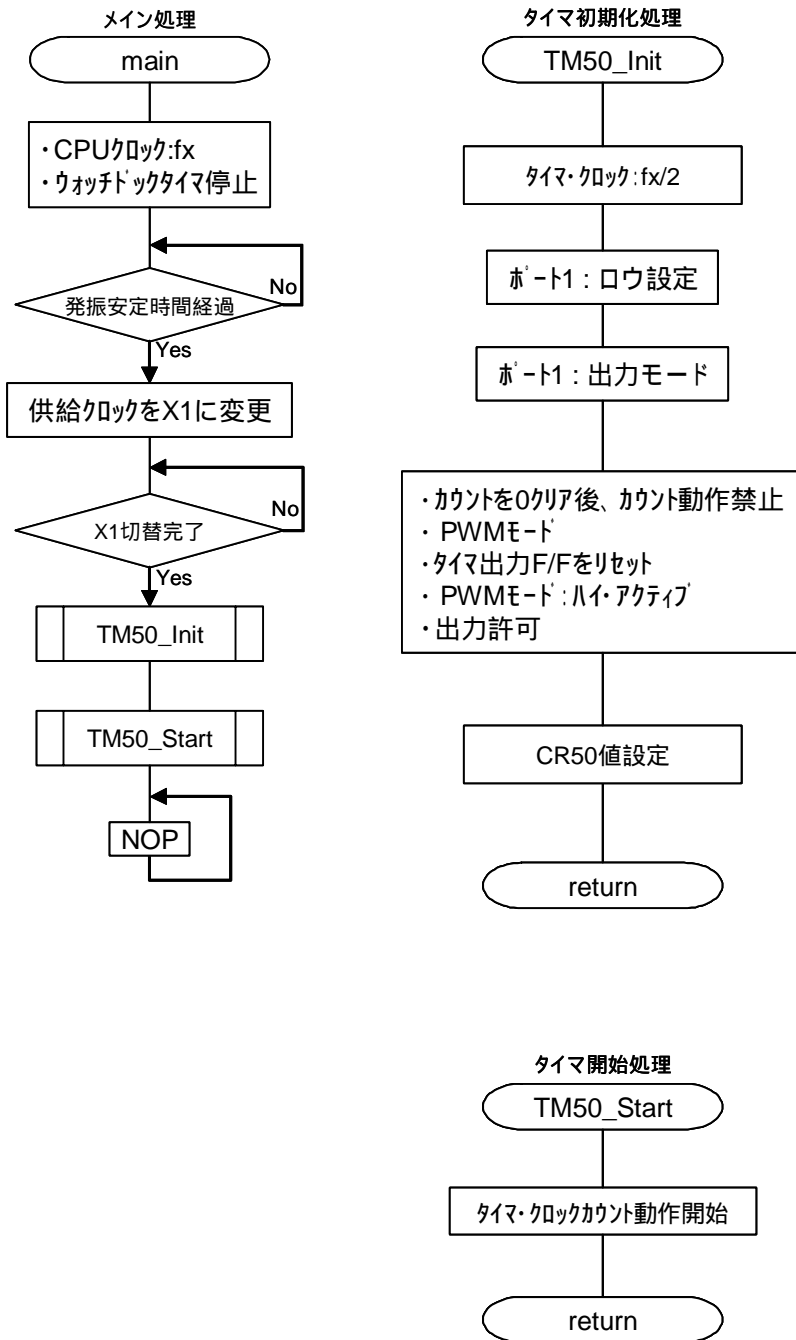 メイン処理
main
・CPUｸﾛｯｸ:fx
・ｳｫｯﾁﾄﾞｯｸﾀｲﾏ停止
発振安定時間経過
No
Yes
供給ｸﾛｯｸをX1に変更
X1切替完了
No
Yes
TM50_Init
TM50_Start
NOP
タイマ初期化処理
TM50_Init
ﾀｲﾏ・ｸﾛｯｸ:fx/2
ﾎﾟｰﾄ1：ロウ設定
ﾎﾟｰﾄ1：出力モード
・ｶｳﾝﾄを0ｸﾘｱ後、ｶｳﾝﾄ動作禁止
・ PWMﾓｰﾄﾞ
・ﾀｲﾏ出力F/Fをﾘｾｯﾄ
・ PWMﾓｰﾄﾞ:ﾊｲ・ｱｸﾃｨﾌﾞ
・出力許可
CR50値設定
return
タイマ開始処理
TM50_Start
ﾀｲﾏ・ｸﾛｯｸｶｳﾝﾄ動作開始
return